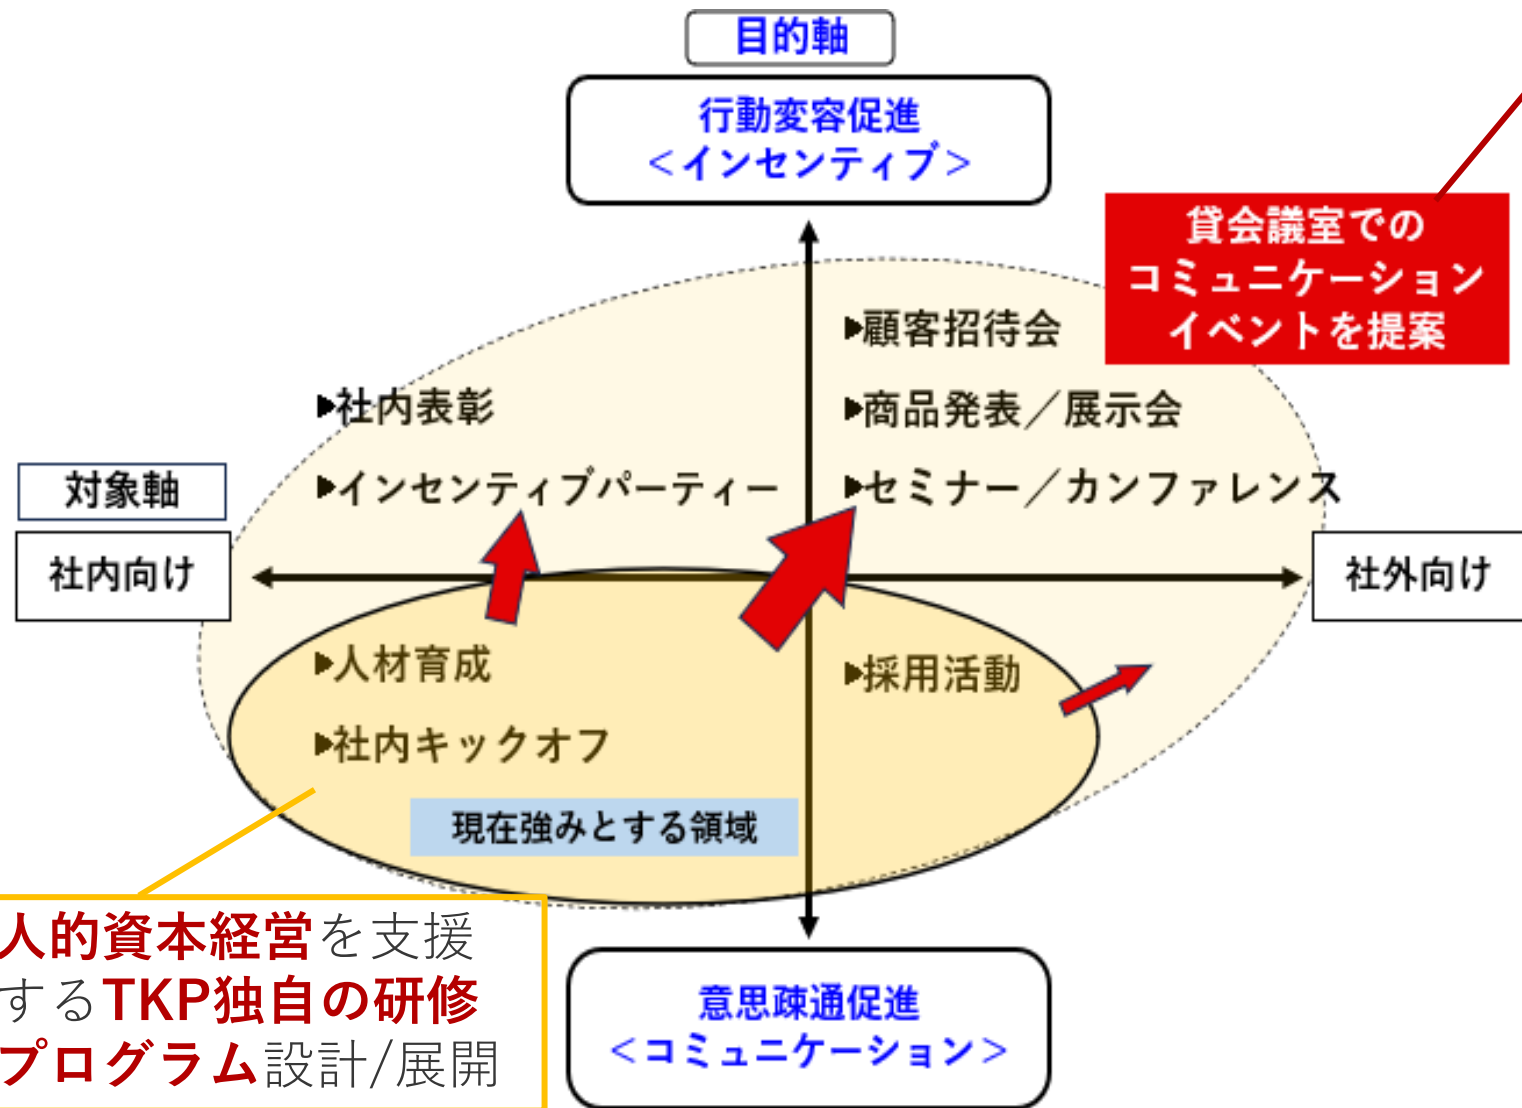 目的軸
行動変容促進
＜インセンティブ＞
貸会議室での
コミュニケーション
イベントを提案
▶顧客招待会
▶社内表彰
▶商品発表／展示会
▶インセンティブパーティー
▶セミナー／カンファレンス
対象軸
社内向け
社外向け
▶人材育成
▶採用活動
▶社内キックオフ
現在強みとする領域
人的資本経営を支援
するTKP独自の研修
プログラム設計/展開
意思疎通促進
＜コミュニケーション＞